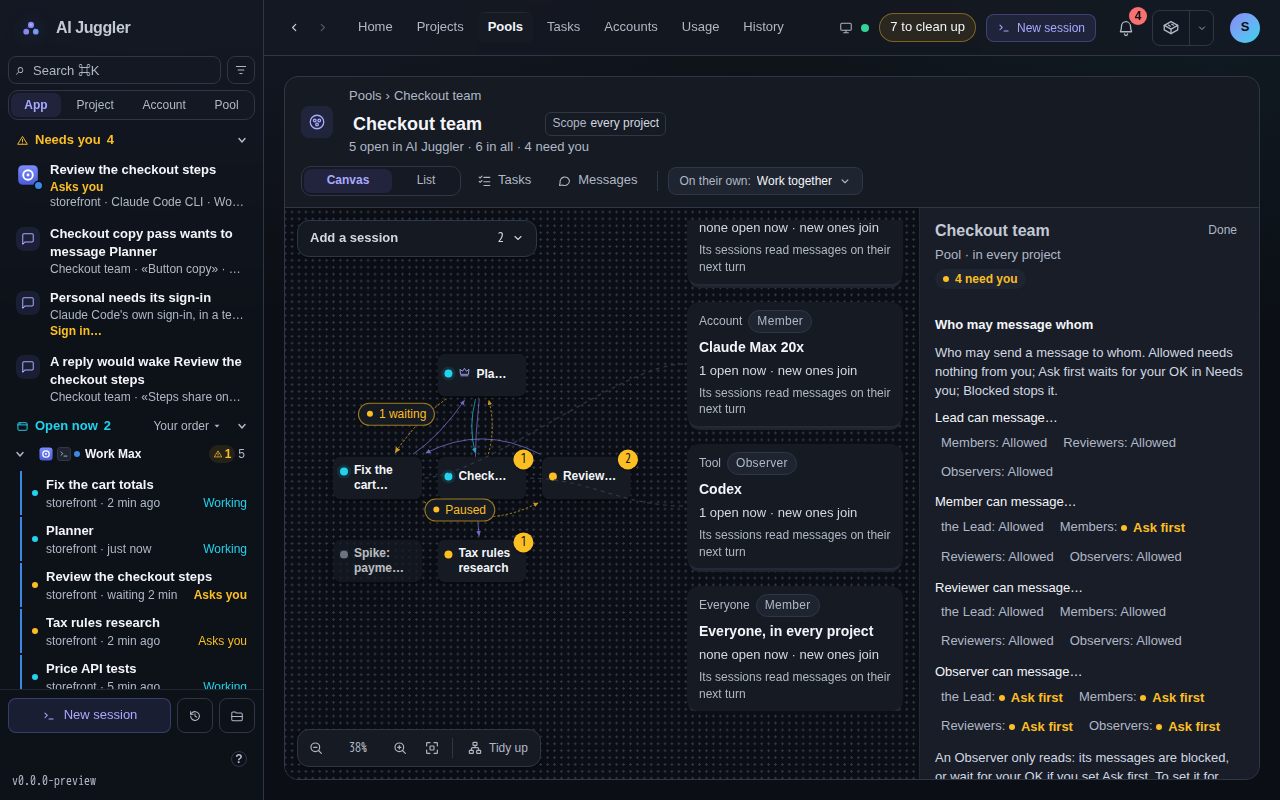 AI Juggler
Search ⌘K
App Project Account Pool
Needs you 4
Review the checkout steps
Asks you
storefront · Claude Code CLI · Wo…
Checkout copy pass wants to message Planner
Checkout team · «Button copy» · …
Personal needs its sign-in
Claude Code's own sign-in, in a te…
Sign in…
A reply would wake Review the checkout steps
Checkout team · «Steps share on…
Open now 2 Your order
Work Max 1 5
Fix the cart totals
storefront · 2 min ago Working
Planner
storefront · just now Working
Review the checkout steps
storefront · waiting 2 min Asks you
Tax rules research
storefront · 2 min ago Asks you
Price API tests
storefront · 5 min ago Working
New session
?
v0.0.0-preview
Home Projects Pools Tasks Accounts Usage History
7 to clean up
New session
4
S
Pools › Checkout team
Checkout team
Scope every project
5 open in AI Juggler · 6 in all · 4 need you
Canvas List Tasks Messages
On their own: Work together
Add a session 2
Pla…
1 waiting
Fix the cart…
Check… 1
Review… 2
Paused
Spike: payme…
Tax rules research 1
none open now · new ones join
Its sessions read messages on their next turn
Account Member
Claude Max 20x
1 open now · new ones join
Its sessions read messages on their next turn
Tool Observer
Codex
1 open now · new ones join
Its sessions read messages on their next turn
Everyone Member
Everyone, in every project
none open now · new ones join
Its sessions read messages on their next turn
38%
Tidy up
Checkout team Done
Pool · in every project
4 need you
Who may message whom
Who may send a message to whom. Allowed needs nothing from you; Ask first waits for your OK in Needs you; Blocked stops it.
Lead can message…
Members: Allowed Reviewers: Allowed
Observers: Allowed
Member can message…
the Lead: Allowed Members: Ask first
Reviewers: Allowed Observers: Allowed
Reviewer can message…
the Lead: Allowed Members: Allowed
Reviewers: Allowed Observers: Allowed
Observer can message…
the Lead: Ask first Members: Ask first
Reviewers: Ask first Observers: Ask first
An Observer only reads: its messages are blocked, or wait for your OK if you set Ask first. To set it for